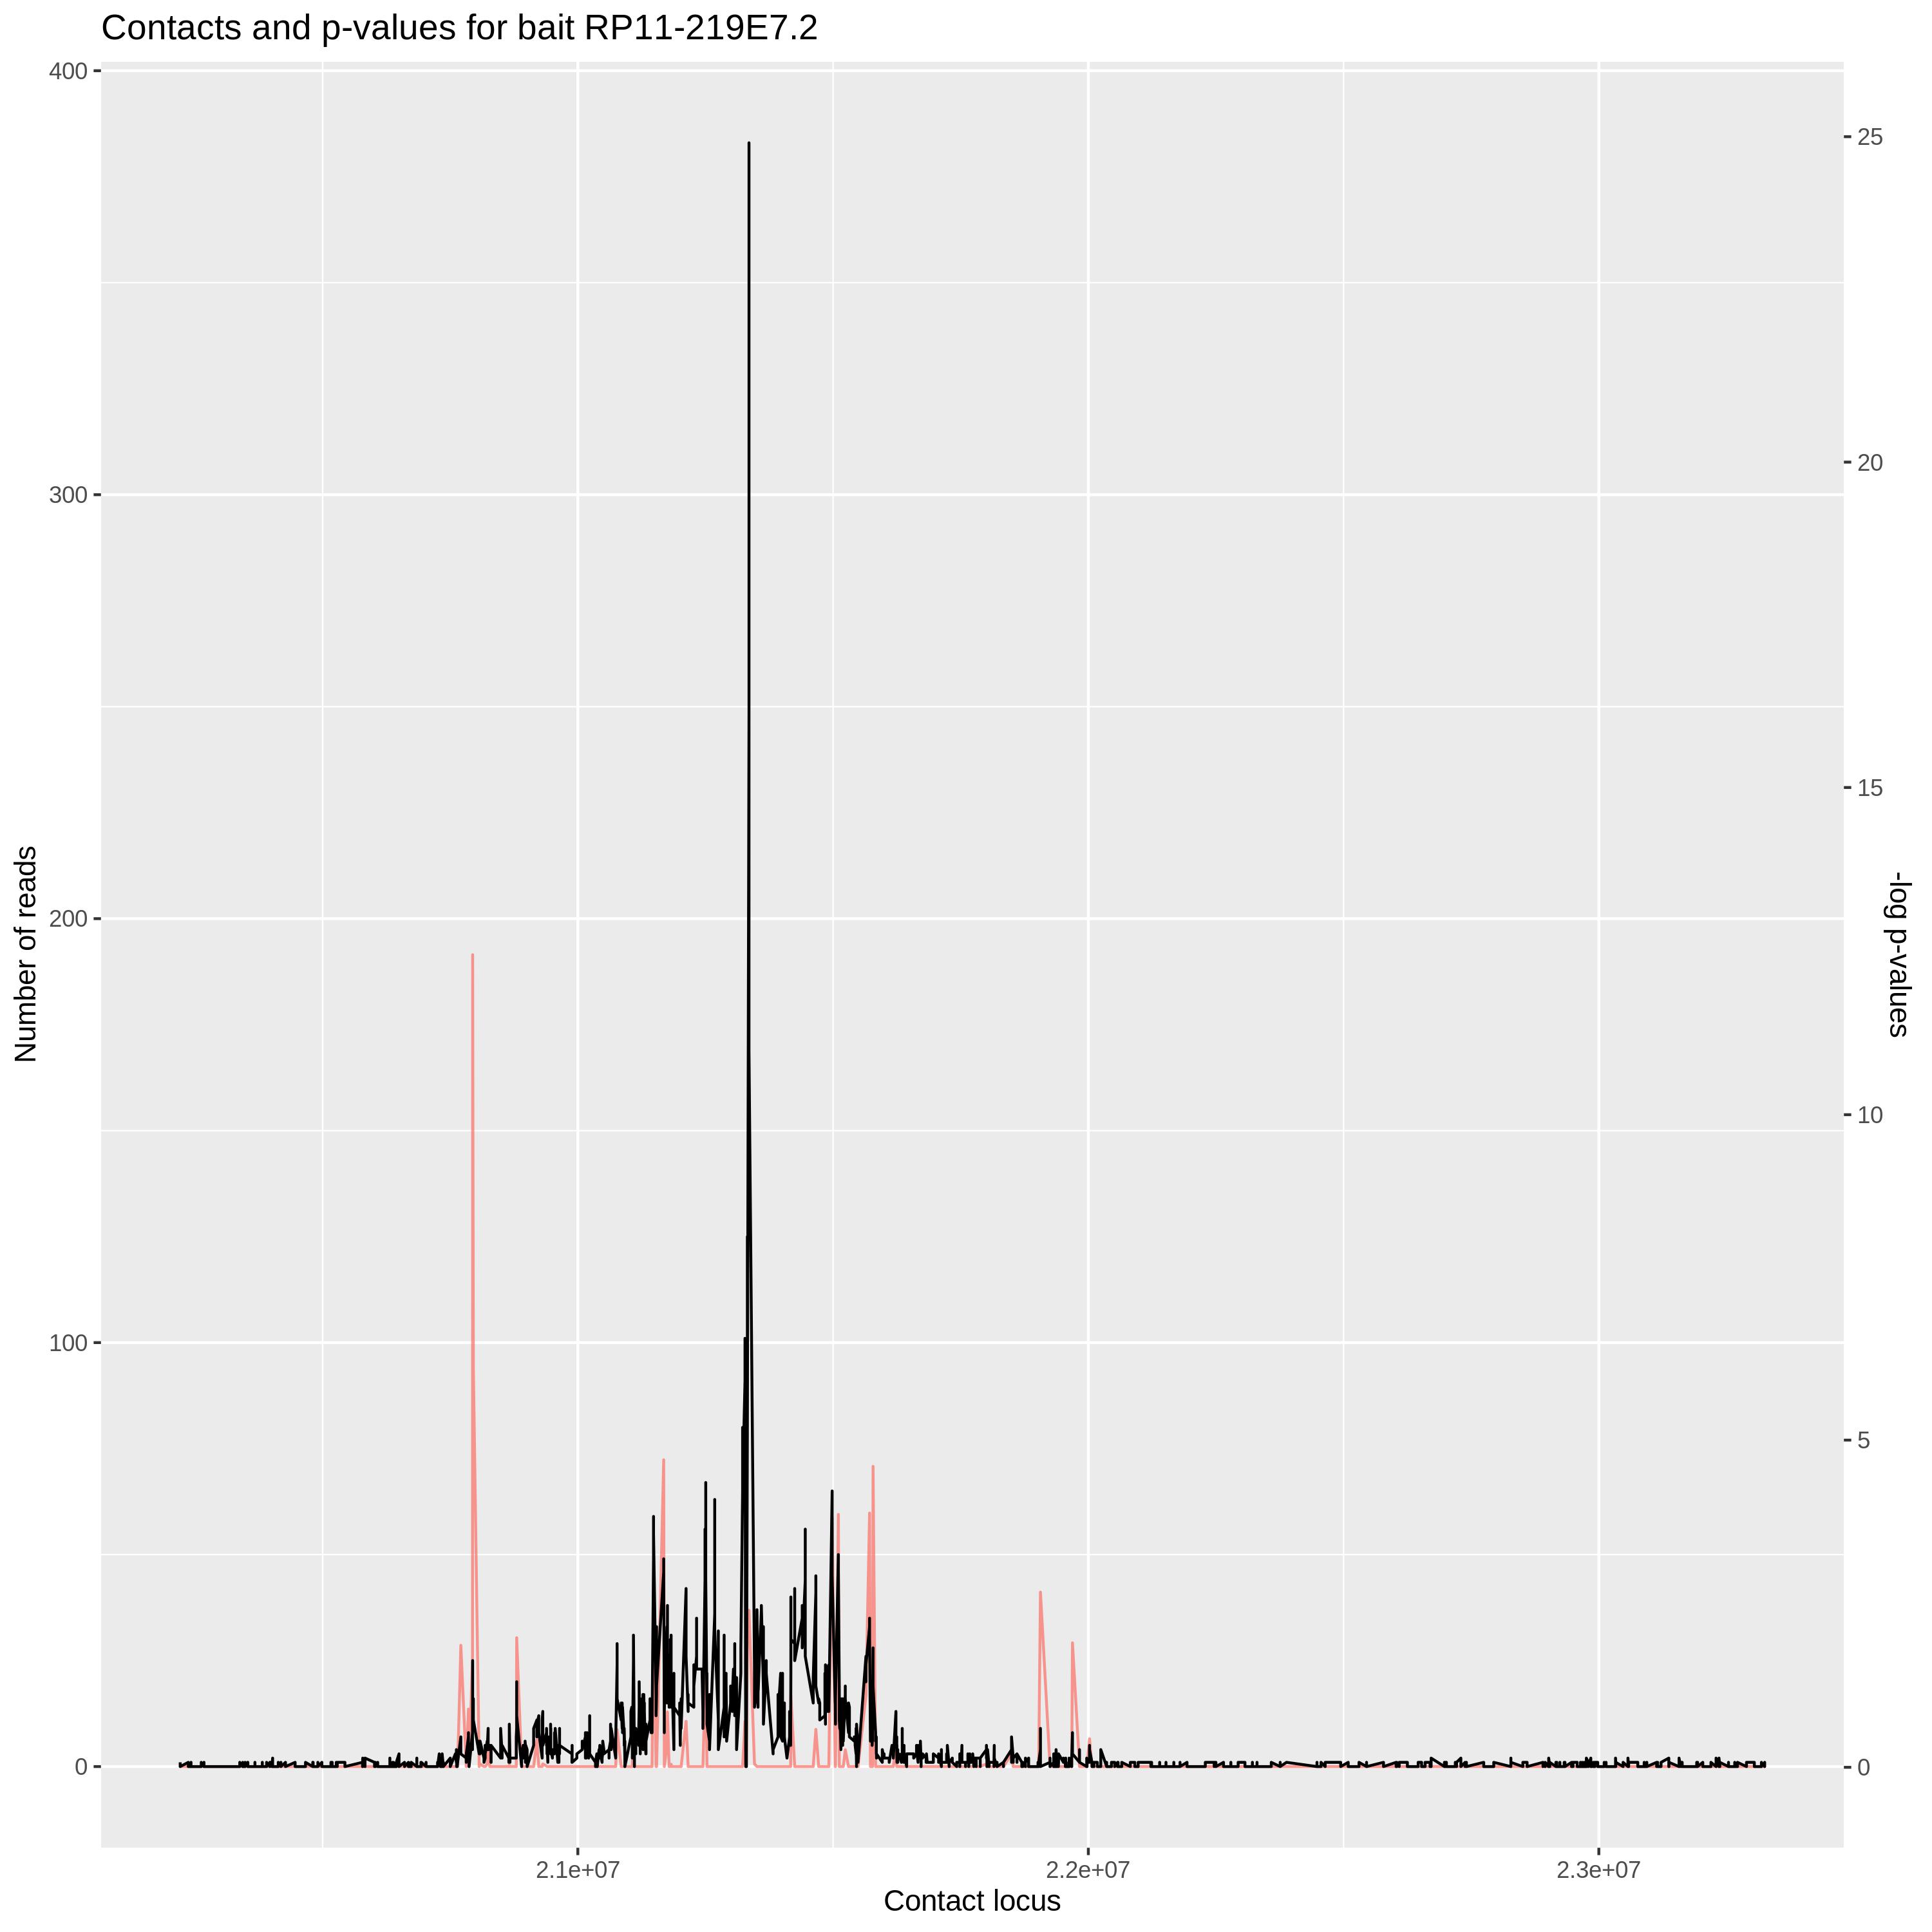 Contacts and p-values for bait RP11-219E7.2
400
300
200
100
0
Number of reads
25
20
15
10
5
0
-log p-values
2.1e+07
2.2e+07
2.3e+07
Contact locus